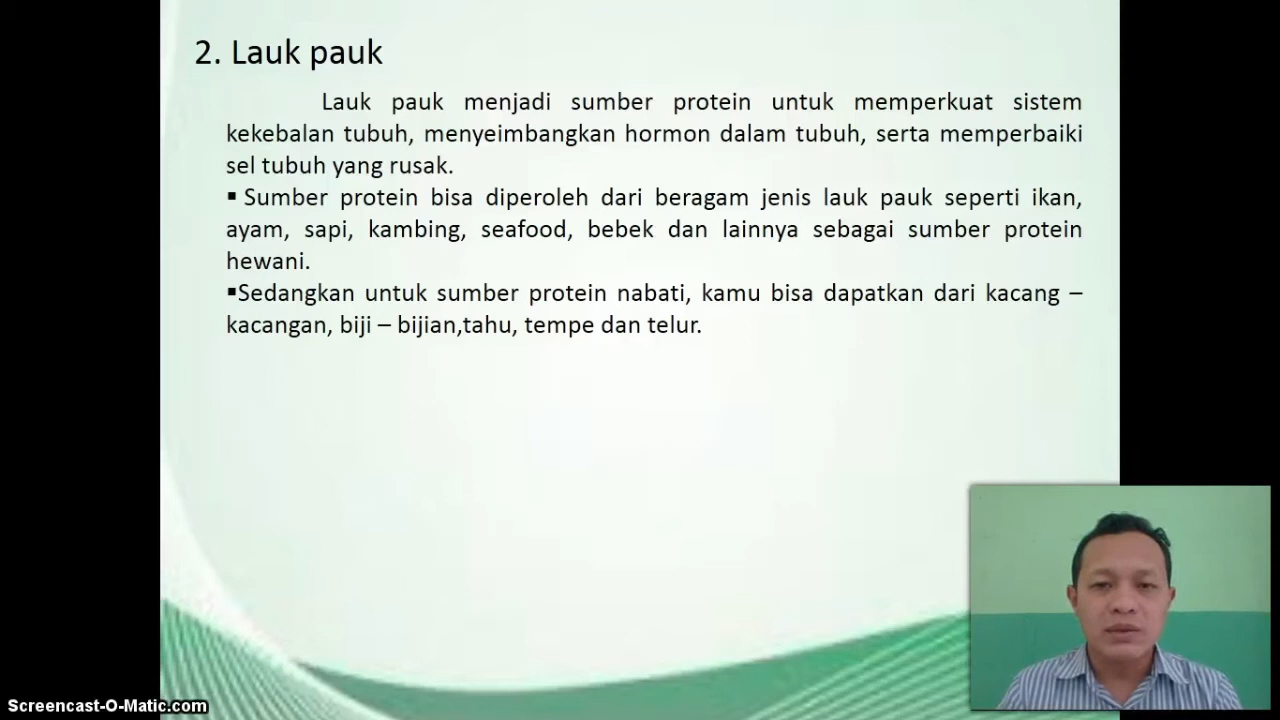 2. Lauk pauk
Lauk pauk menjadi sumber protein untuk memperkuat sistem
kekebalan tubuh, menyeimbangkan hormon dalam tubuh, serta memperbaiki
sel tubuh yang rusak.
▪ Sumber protein bisa diperoleh dari beragam jenis lauk pauk seperti ikan,
ayam, sapi, kambing, seafood, bebek dan lainnya sebagai sumber protein
hewani.
▪Sedangkan untuk sumber protein nabati, kamu bisa dapatkan dari kacang –
kacangan, biji – bijian,tahu, tempe dan telur.
Screencast-O-Matic.com